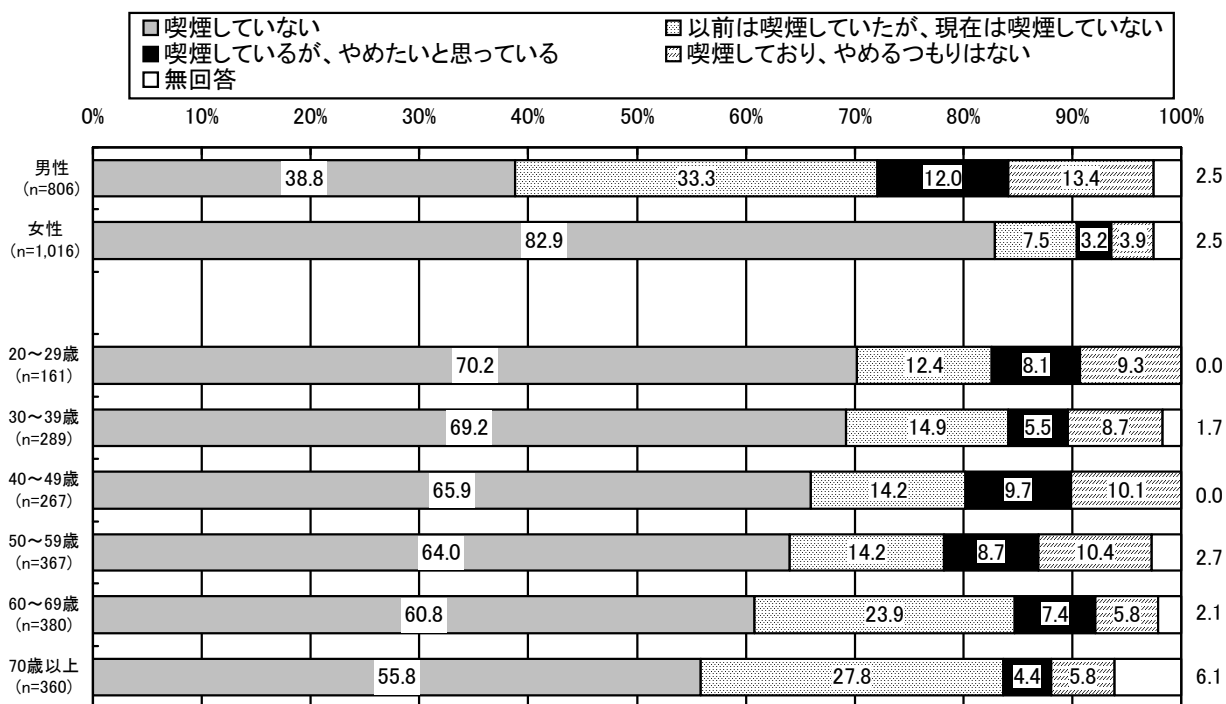 喫煙していない 以前は喫煙していたが、現在は喫煙していない
喫煙しているが、やめたいと思っている 喫煙しており、やめるつもりはない
無回答
0% 10% 20% 30% 40% 50% 60% 70% 80% 90% 100%
男性
(n=806)
38.8 33.3 12.0 13.4 2.5
女性
(n=1,016)
82.9 7.5 3.2 3.9 2.5
20～29歳
(n=161)
70.2 12.4 8.1 9.3 0.0
30～39歳
(n=289)
69.2 14.9 5.5 8.7 1.7
40～49歳
(n=267)
65.9 14.2 9.7 10.1 0.0
50～59歳
(n=367)
64.0 14.2 8.7 10.4 2.7
60～69歳
(n=380)
60.8 23.9 7.4 5.8 2.1
70歳以上
(n=360)
55.8 27.8 4.4 5.8 6.1